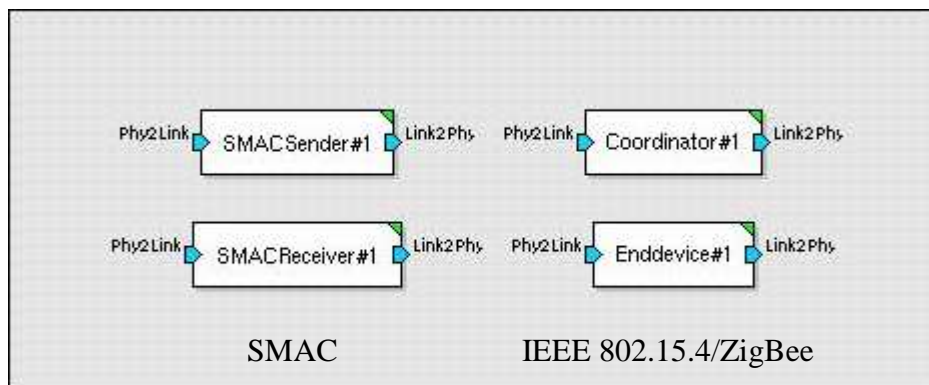 Phy2Link SMACSender#1 Link2Phy Phy2Link Coordinator#1 Link2Phy
Phy2Link SMACReceiver#1 Link2Phy Phy2Link Enddevice#1 Link2Phy
SMAC IEEE 802.15.4/ZigBee